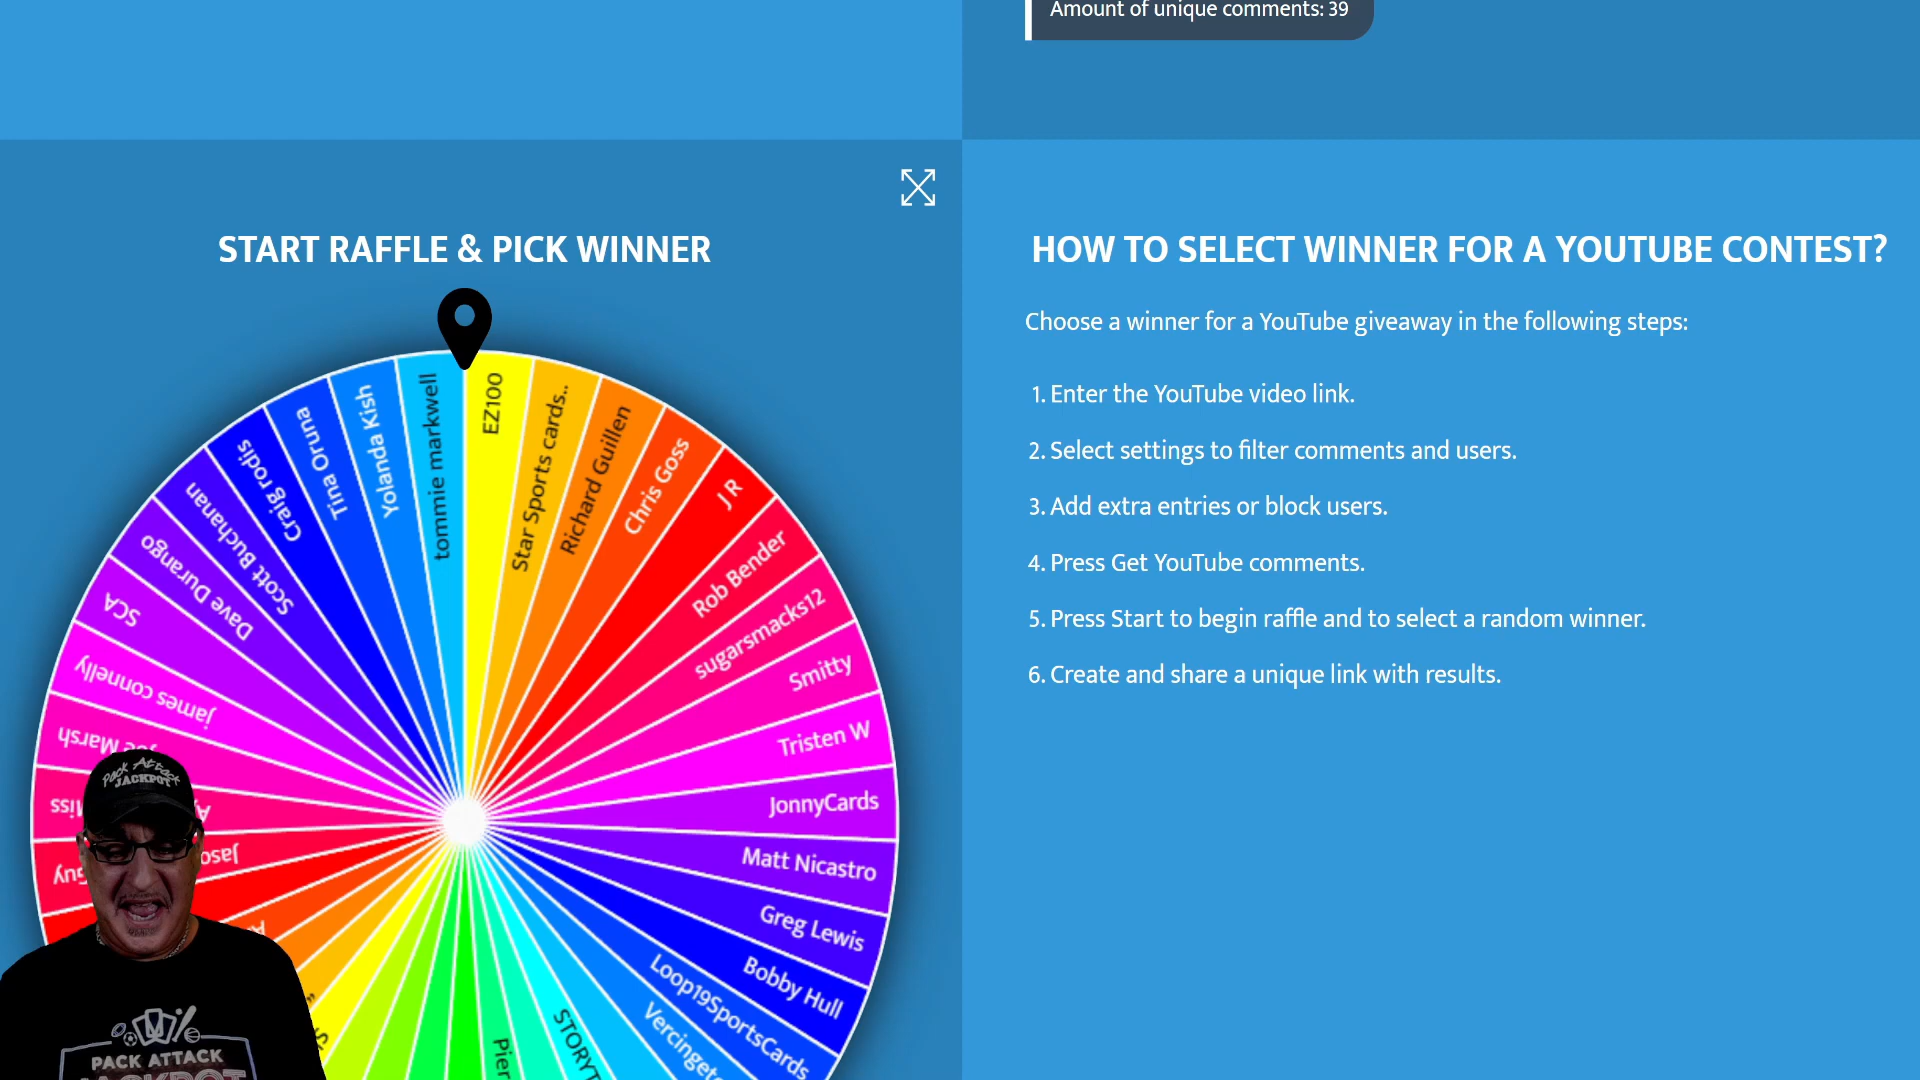 Amount of unique comments: 39
START RAFFLE & PICK WINNER
HOW TO SELECT WINNER FOR A YOUTUBE CONTEST?
Choose a winner for a YouTube giveaway in the following steps:
1. Enter the YouTube video link.
2. Select settings to filter comments and users.
3. Add extra entries or block users.
4. Press Get YouTube comments.
5. Press Start to begin raffle and to select a random winner.
6. Create and share a unique link with results.
EZ100
Star Sports cards..
Richard Guillen
Chris Goss
J R
Rob Bender
sugarsmacks12
Smitty
Tristen W
JonnyCards
Matt Nicastro
Greg Lewis
Bobby Hull
Loop19SportsCards
james connelly
SCA
Dave Durango
Scott Buchanan
Craig rodis
Tina Oruna
Yolanda Kish
tommie markwell
Marsh
Pack Attack
JACKPOT
PACK ATTACK
JACKPOT